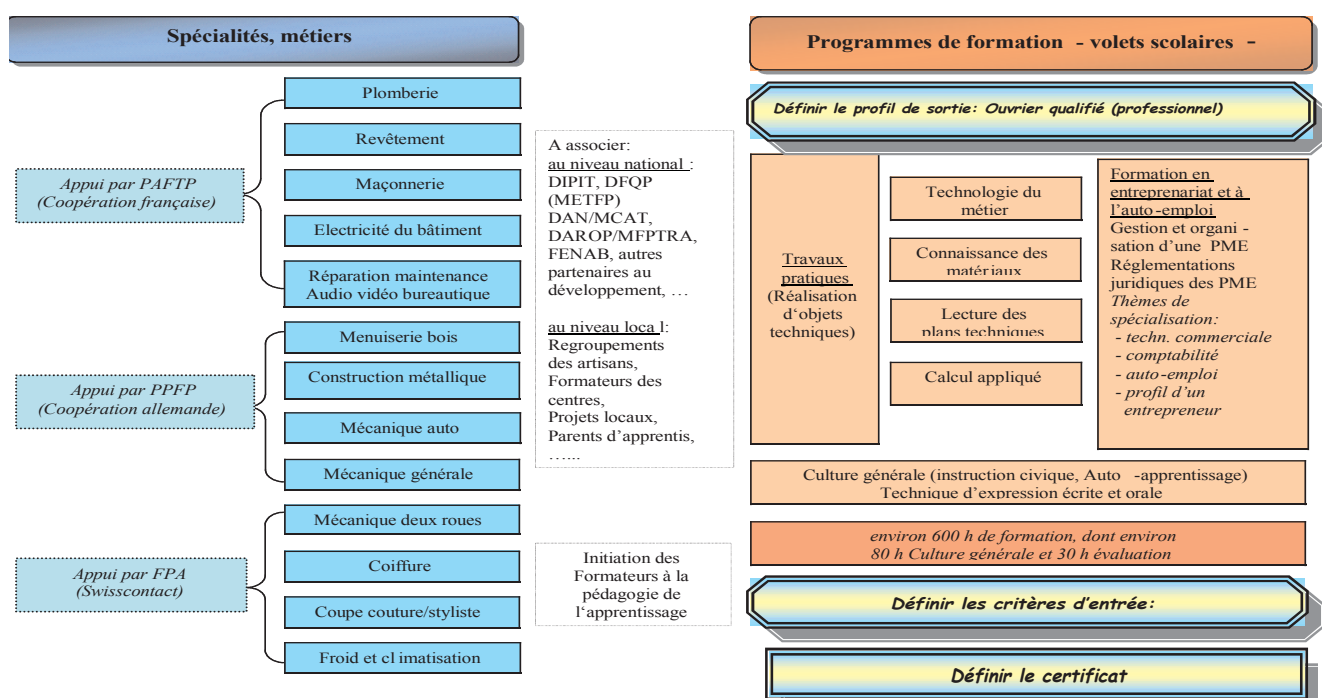 Spécialités, métiers
Appui par PAFTP
(Coopération française)
Plomberie
Revêtement
Maçonnerie
Electricité du bâtiment
Réparation maintenance
Audio vidéo bureautique
Appui par PPFP
(Coopération allemande)
Menuiserie bois
Construction métallique
Mécanique auto
Mécanique générale
Appui par FPA
(Swisscontact)
Mécanique deux roues
Coiffure
Coupe couture/styliste
Froid et cl imatisation
A associer:
au niveau national :
DIPIT, DFQP
(METFP)
DAN/MCAT,
DAROP/MFPTRA,
FENAB, autres
partenaires au
développement, …
au niveau loca l:
Regroupements
des artisans,
Formateurs des
centres,
Projets locaux,
Parents d'apprentis,
…...
Initiation des
Formateurs à la
pédagogie de
l'apprentissage
Programmes de formation - volets scolaires -
Définir le profil de sortie: Ouvrier qualifié (professionnel)
Travaux
pratiques
(Réalisation
d'objets
techniques)
Technologie du
métier
Connaissance des
matériaux
Lecture des
plans techniques
Calcul appliqué
Formation en
entreprenariat et à
l'auto -emploi
Gestion et organi -
sation d'une PME
Réglementations
juridiques des PME
Thèmes de
spécialisation:
- techn. commerciale
- comptabilité
- auto-emploi
- profil d'un
entrepreneur
Culture générale (instruction civique, Auto -apprentissage)
Technique d'expression écrite et orale
environ 600 h de formation, dont environ
80 h Culture générale et 30 h évaluation
Définir les critères d'entrée:
Définir le certificat